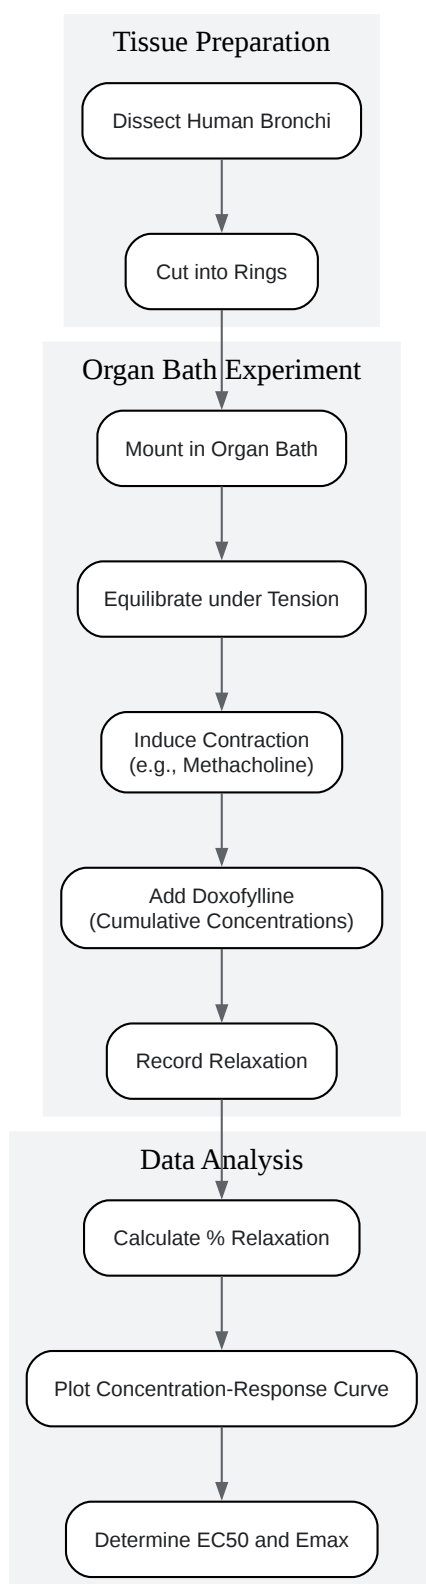 Tissue Preparation
Dissect Human Bronchi
Cut into Rings
Organ Bath Experiment
Mount in Organ Bath
Equilibrate under Tension
Induce Contraction
(e.g., Methacholine)
Add Doxofylline
(Cumulative Concentrations)
Record Relaxation
Data Analysis
Calculate % Relaxation
Plot Concentration-Response Curve
Determine EC50 and Emax